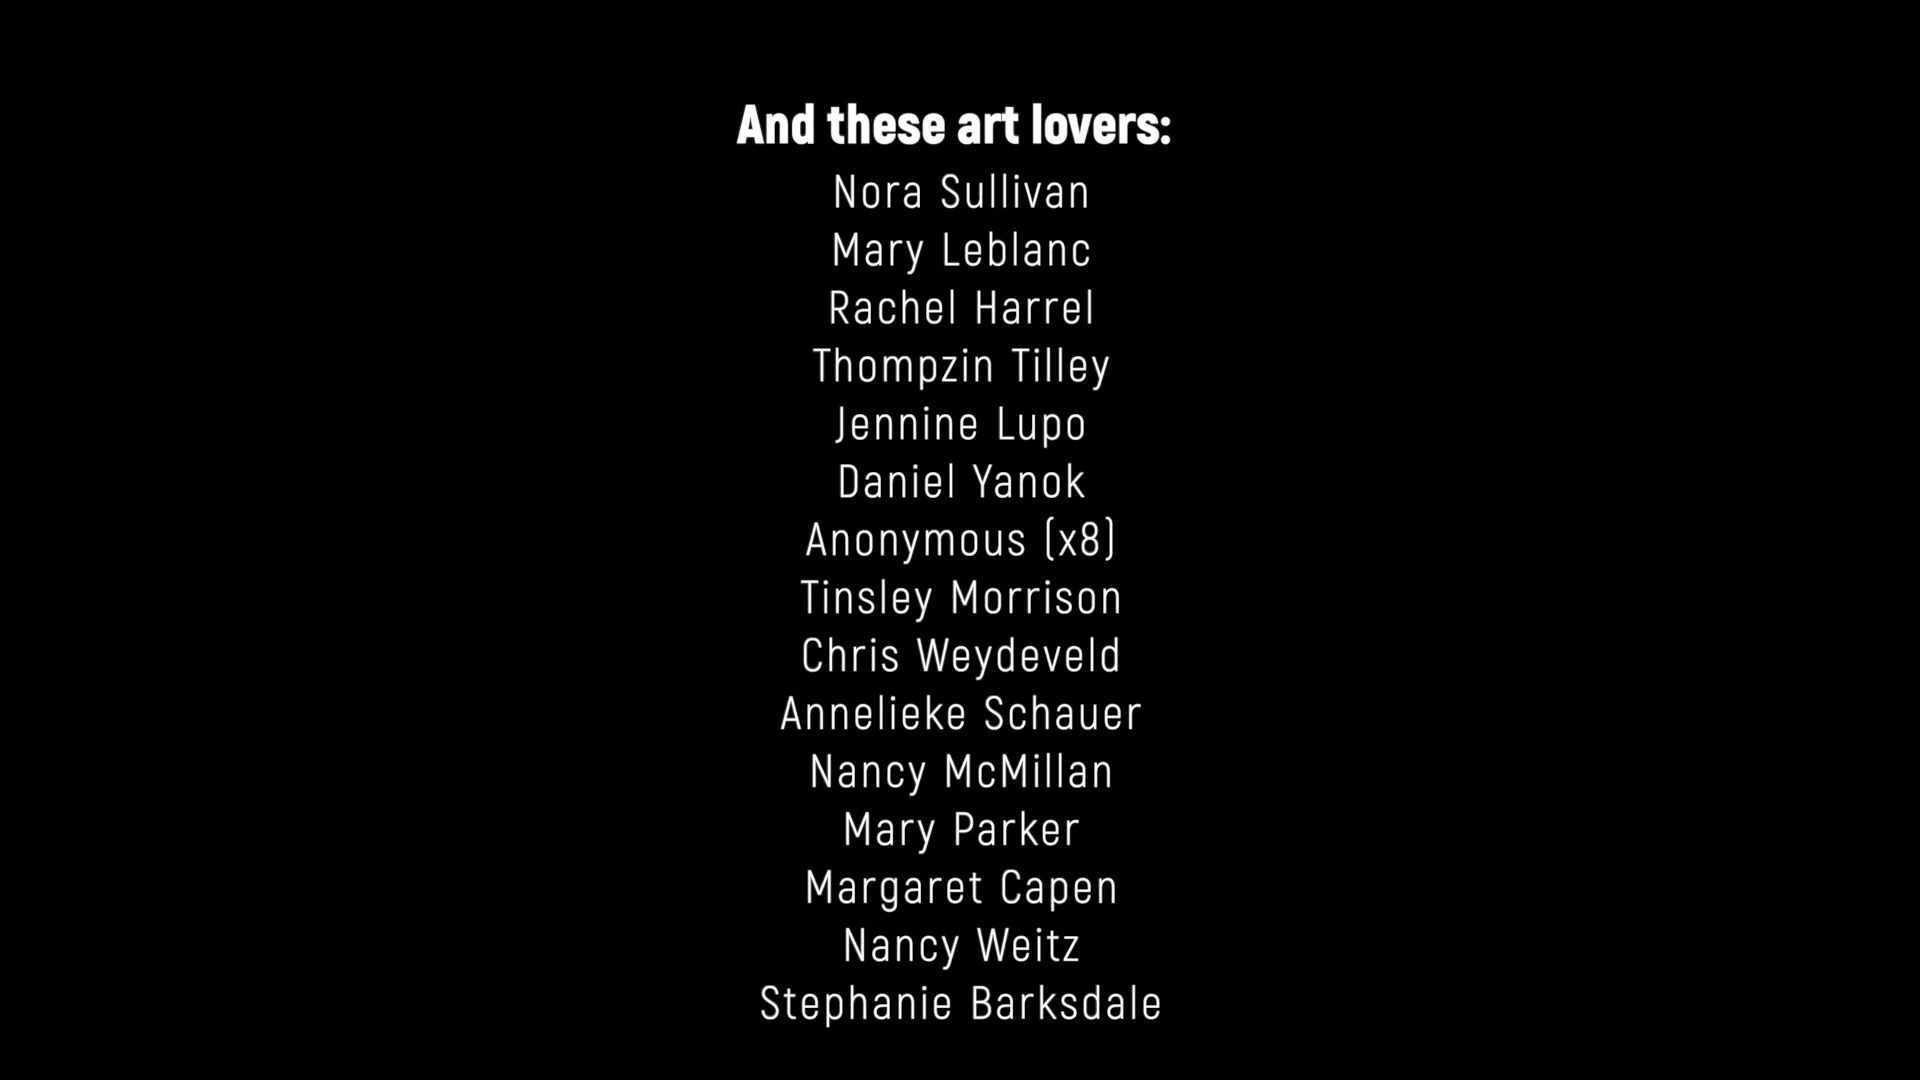 And these art lovers:
Nora Sullivan
Mary Leblanc
Rachel Harrel
Thompzin Tilley
Jennine Lupo
Daniel Yanok
Anonymous (x8)
Tinsley Morrison
Chris Weydeveld
Annelieke Schauer
Nancy McMillan
Mary Parker
Margaret Capen
Nancy Weitz
Stephanie Barksdale